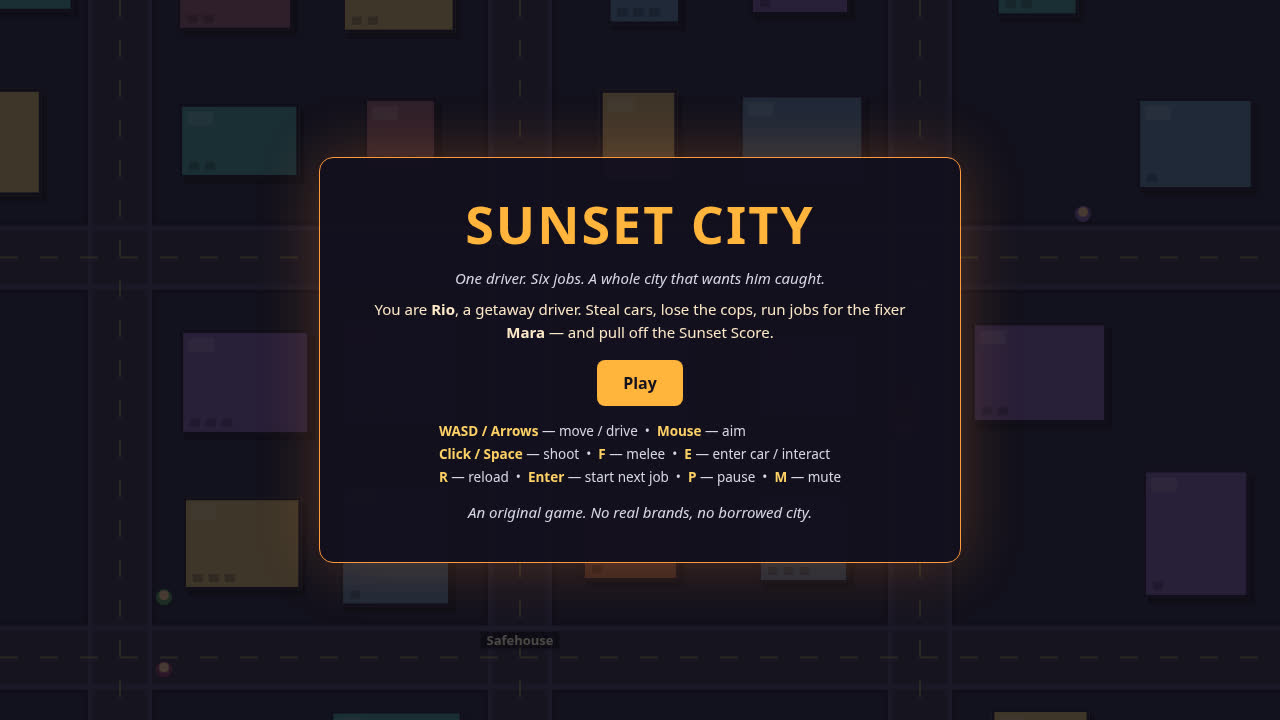 SUNSET CITY
One driver. Six jobs. A whole city that wants him caught.
You are Rio, a getaway driver. Steal cars, lose the cops, run jobs for the fixer
Mara — and pull off the Sunset Score.
Play
WASD / Arrows — move / drive • Mouse — aim
Click / Space — shoot • F — melee • E — enter car / interact
R — reload • Enter — start next job • P — pause • M — mute
An original game. No real brands, no borrowed city.
Safehouse